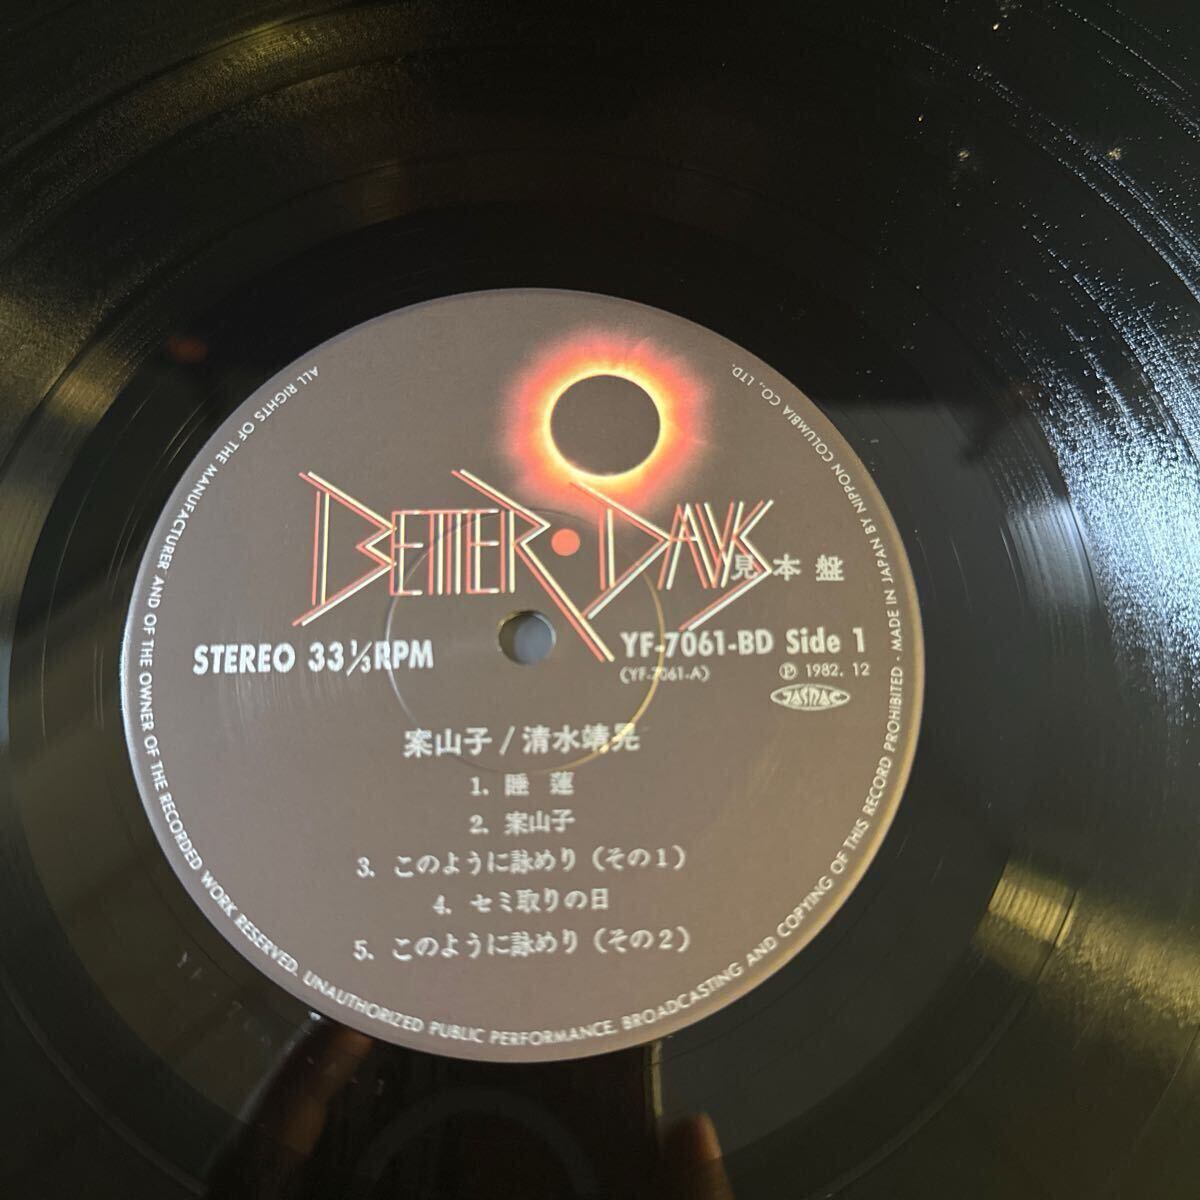 BETTER・DAYS
見本盤
STEREO 33 1/3 RPM
YF-7061-BD Side 1
(YF-7061-A)
Ⓟ 1982. 12
JASRAC
案山子/清水靖晃
1. 睡 蓮
2. 案山子
3. このように詠めり(その1)
4. セミ取りの日
5. このように詠めり(その2)
ALL RIGHTS OF THE MANUFACTURER AND OF THE OWNER OF THE RECORDED WORK RESERVED. UNAUTHORIZED PUBLIC PERFORMANCE, BROADCASTING AND COPYING OF THIS RECORD PROHIBITED - MADE IN JAPAN BY NIPPON COLUMBIA CO., LTD.